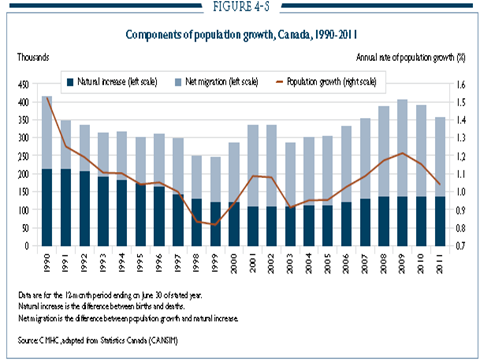 FIGURE 4-5
Components of population growth, Canada, 1990-2011
Thousands Annual rate of population growth (%)
Natural increase (left scale) Net migration (left scale) Population growth (right scale)
450 1.6
400 1.5
350 1.4
300 1.3
250 1.2
200 1.1
150 1.0
100 0.9
50 0.8
0 0.7
1990 1991 1992 1993 1994 1995 1996 1997 1998 1999 2000 2001 2002 2003 2004 2005 2006 2007 2008 2009 2010 2011
Data are for the 12-month period ending on June 30 of stated year.
Natural increase is the difference between births and deaths.
Net migration is the difference between population growth and natural increase.
Source: CMHC, adapted from Statistics Canada (CANSIM)